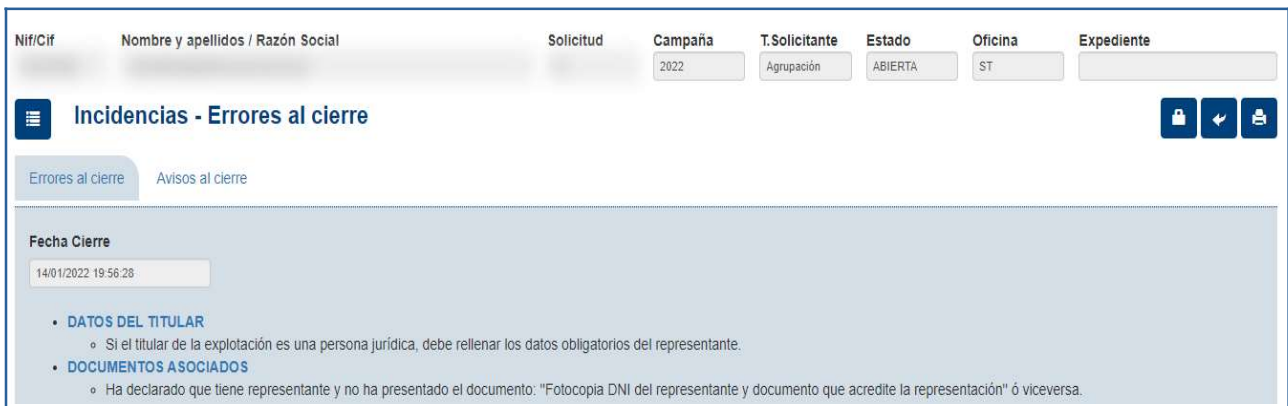 Nif/Cif Nombre y apellidos / Razón Social Solicitud Campaña T.Solicitante Estado Oficina Expediente
2022 Agrupación ABIERTA ST
Incidencias - Errores al cierre
Errores al cierre Avisos al cierre
Fecha Cierre
14/01/2022 19:56:28
• DATOS DEL TITULAR
◦ Si el titular de la explotación es una persona jurídica, debe rellenar los datos obligatorios del representante.
• DOCUMENTOS ASOCIADOS
◦ Ha declarado que tiene representante y no ha presentado el documento: "Fotocopia DNI del representante y documento que acredite la representación" ó viceversa.